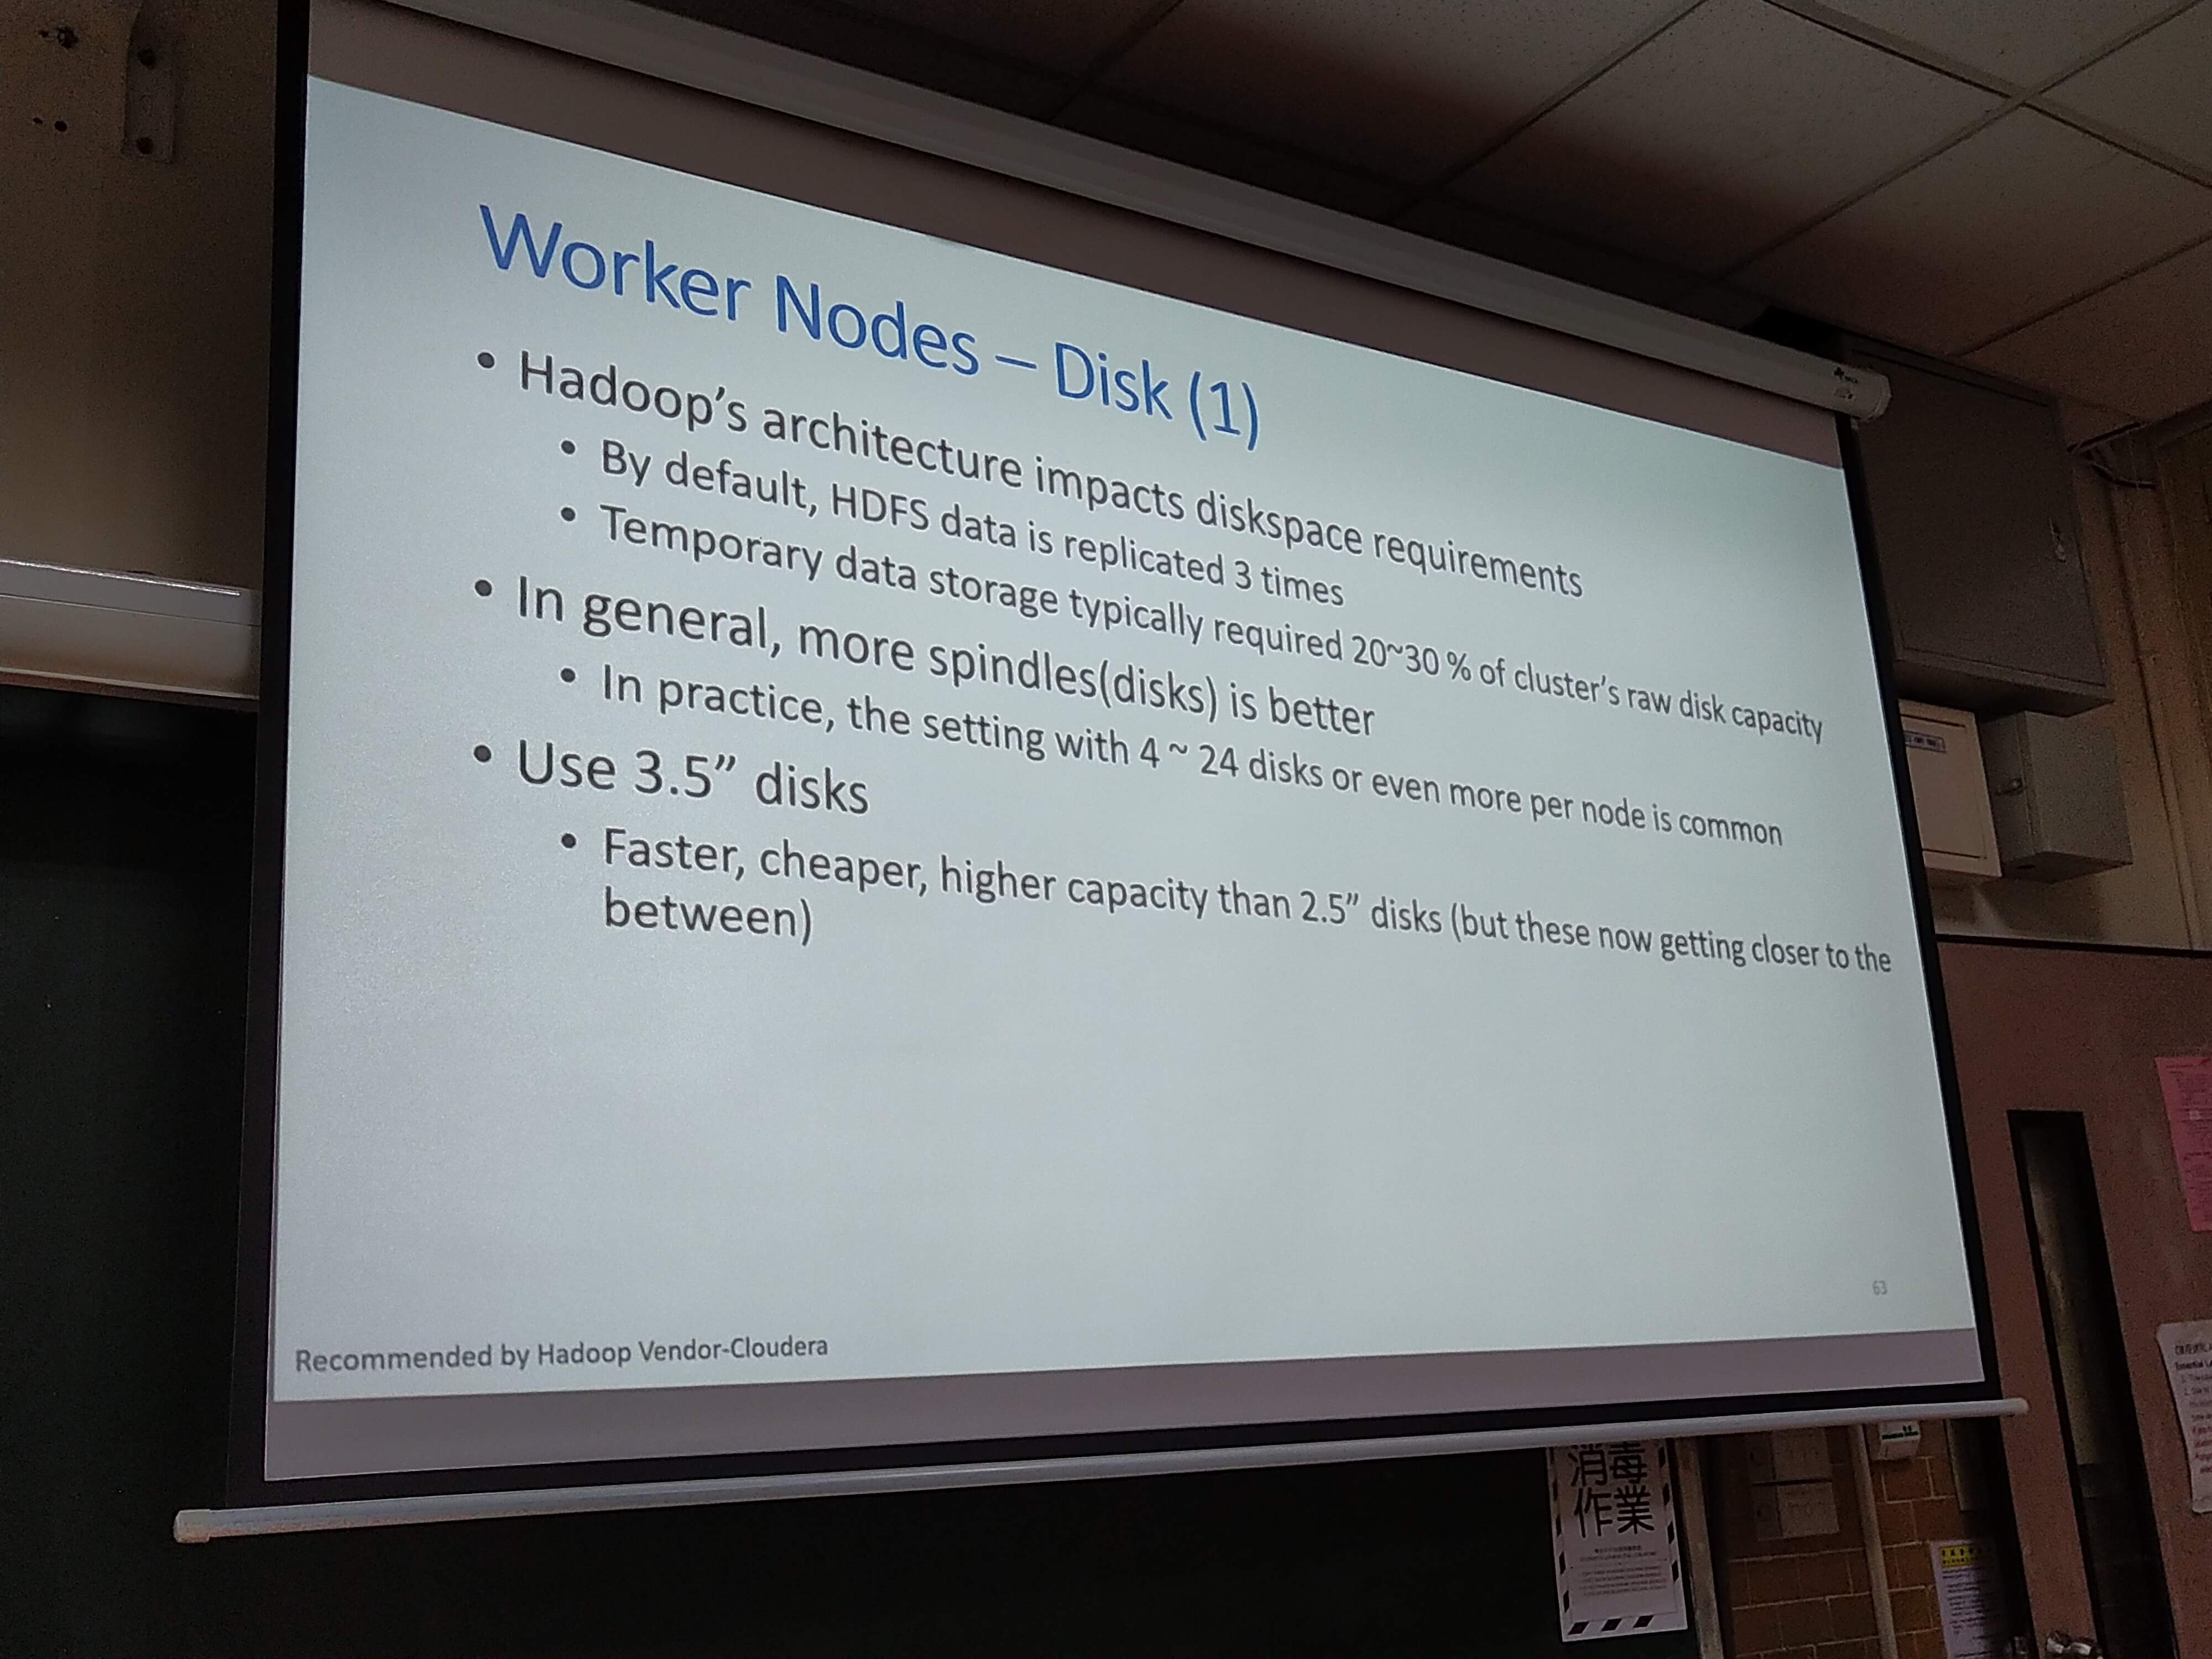 Worker Nodes – Disk (1)
• Hadoop's architecture impacts diskspace requirements
• By default, HDFS data is replicated 3 times
• Temporary data storage typically required 20~30 % of cluster's raw disk capacity
• In general, more spindles(disks) is better
• In practice, the setting with 4 ~ 24 disks or even more per node is common
• Use 3.5” disks
• Faster, cheaper, higher capacity than 2.5” disks (but these now getting closer to the
between)
63
Recommended by Hadoop Vendor-Cloudera
消毒
作業